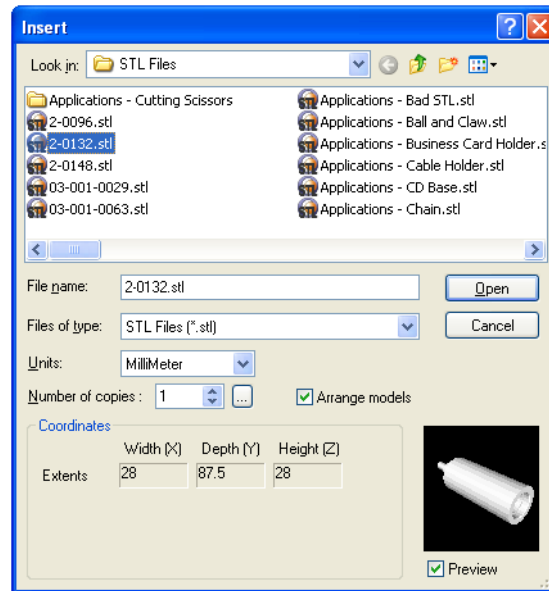 Insert
Look in: STL Files
Applications - Cutting Scissors
2-0096.stl
2-0132.stl
2-0148.stl
03-001-0029.stl
03-001-0063.stl
Applications - Bad STL.stl
Applications - Ball and Claw.stl
Applications - Business Card Holder.s
Applications - Cable Holder.stl
Applications - CD Base.stl
Applications - Chain.stl
File name: 2-0132.stl Open
Files of type: STL Files (*.stl) Cancel
Units: MilliMeter
Number of copies : 1 ... Arrange models
Coordinates
Width (X) Depth (Y) Height (Z)
Extents 28 87.5 28
Preview